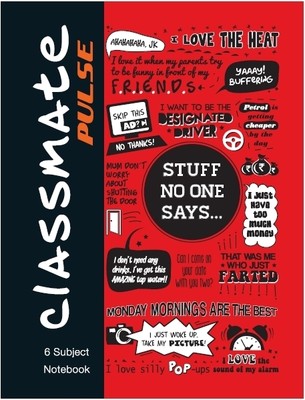 classmate
PULSE
6 Subject
Notebook
AHAHAHAHA, JK
I LOVE THE HEAT
I love it when my parents try
to be funny in front of my
F.R.I.E.N.D.S.
YAAAY!
BUFFERING
SKIP THIS
AD?
NO THANKS!
I WANT TO BE THE
DESIGNATED
DRIVER
Petrol is
getting
cheaper
by the
day
MUM DON'T
WORRY
ABOUT
SHUTTING
THE DOOR
STUFF
NO ONE
SAYS...
I just
HAVE
TOO
MUCH
MONEY
I don't need any
drinks, I've got this
AMAZING tap water!!
Can I come on
your date
with you two?
THAT WAS ME
WHO JUST
FARTED
MONDAY MORNINGS ARE THE BEST
I JUST WOKE UP,
TAKE MY PICTURE!
I love silly POP-ups
I LOVE the
sound of my alarm